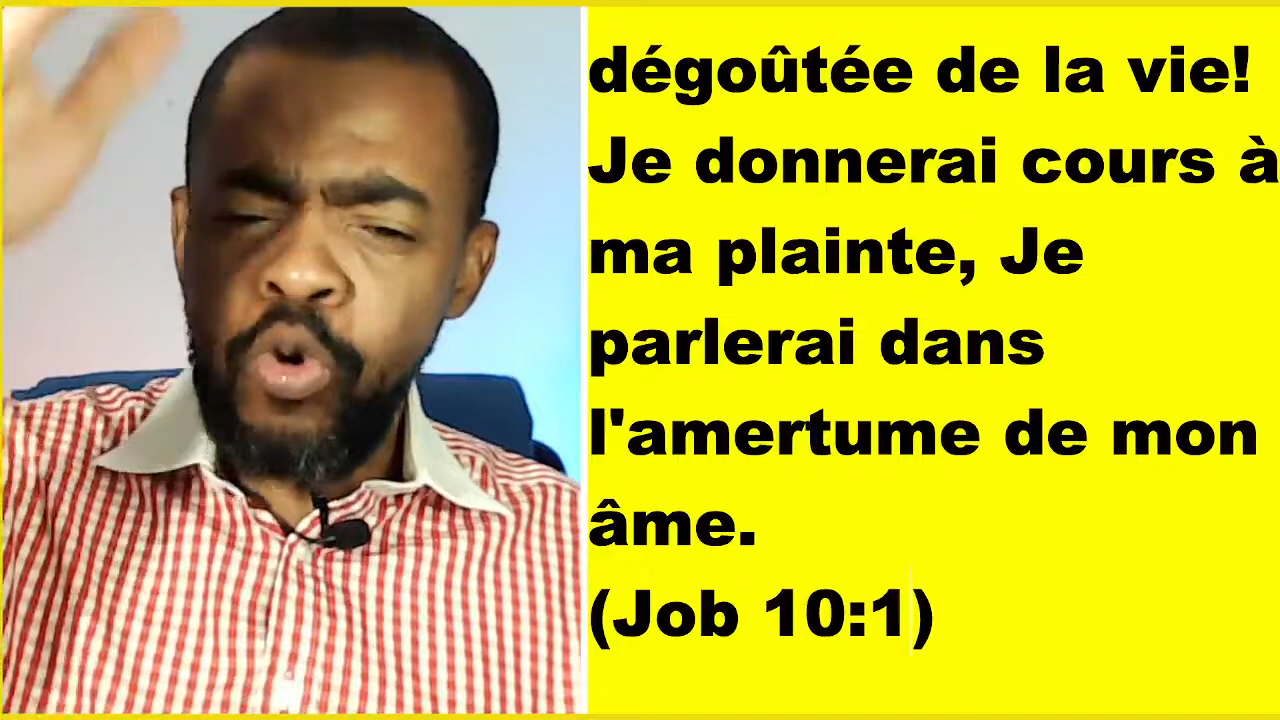 dégoûtée de la vie!
Je donnerai cours à
ma plainte, Je
parlerai dans
l'amertume de mon
âme.
(Job 10:1)